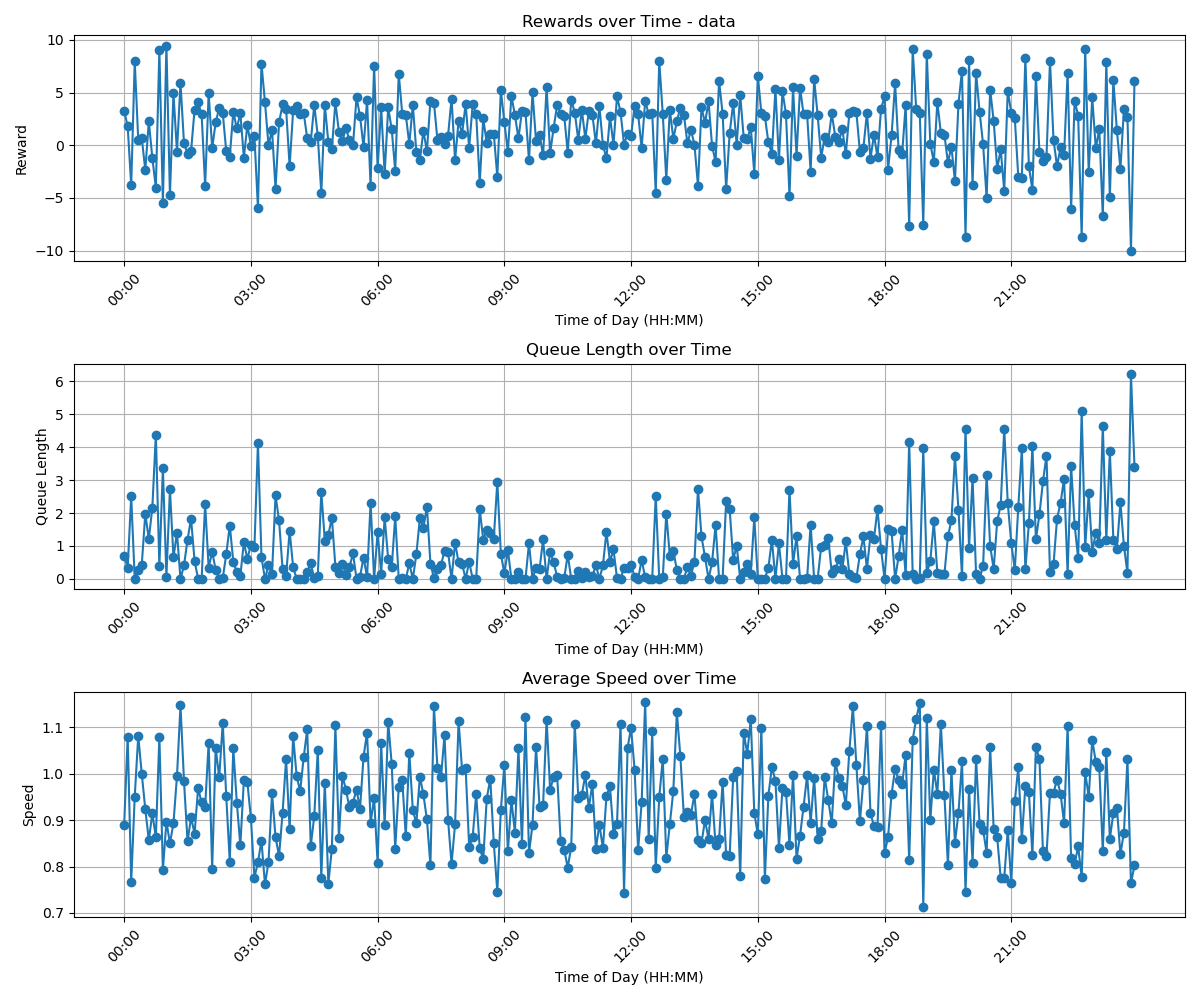 Rewards over Time - data
10
5
0
−5
−10
Reward
00:00 03:00 06:00 09:00 12:00 15:00 18:00 21:00
Time of Day (HH:MM)
Queue Length over Time
6
5
4
3
2
1
0
Queue Length
00:00 03:00 06:00 09:00 12:00 15:00 18:00 21:00
Time of Day (HH:MM)
Average Speed over Time
1.1
1.0
0.9
0.8
0.7
Speed
00:00 03:00 06:00 09:00 12:00 15:00 18:00 21:00
Time of Day (HH:MM)